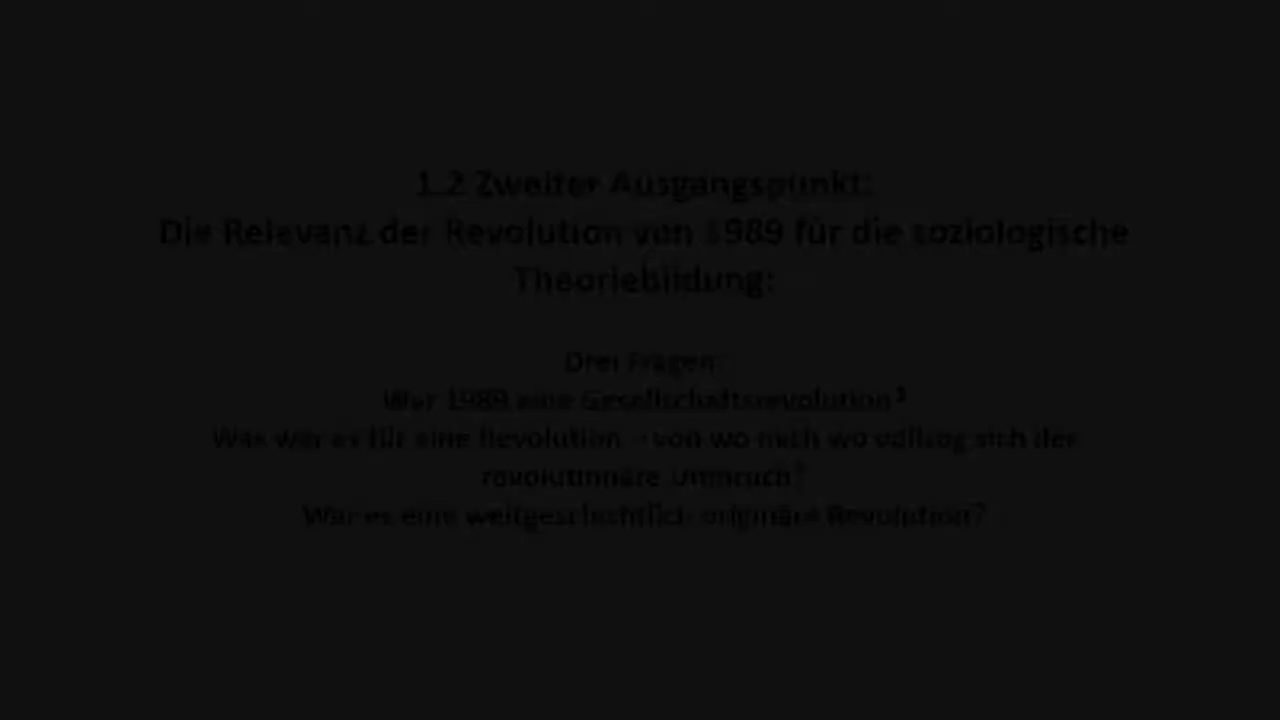 1.2 Zweiter Ausgangspunkt:
Die Relevanz der Revolution von 1989 für die soziologische
Theoriebildung:
Drei Fragen:
War 1989 eine Gesellschaftsrevolution?
Was war es für eine Revolution – von wo nach wo vollzog sich der
revolutionäre Umbruch?
War es eine weltgeschichtlich originäre Revolution?